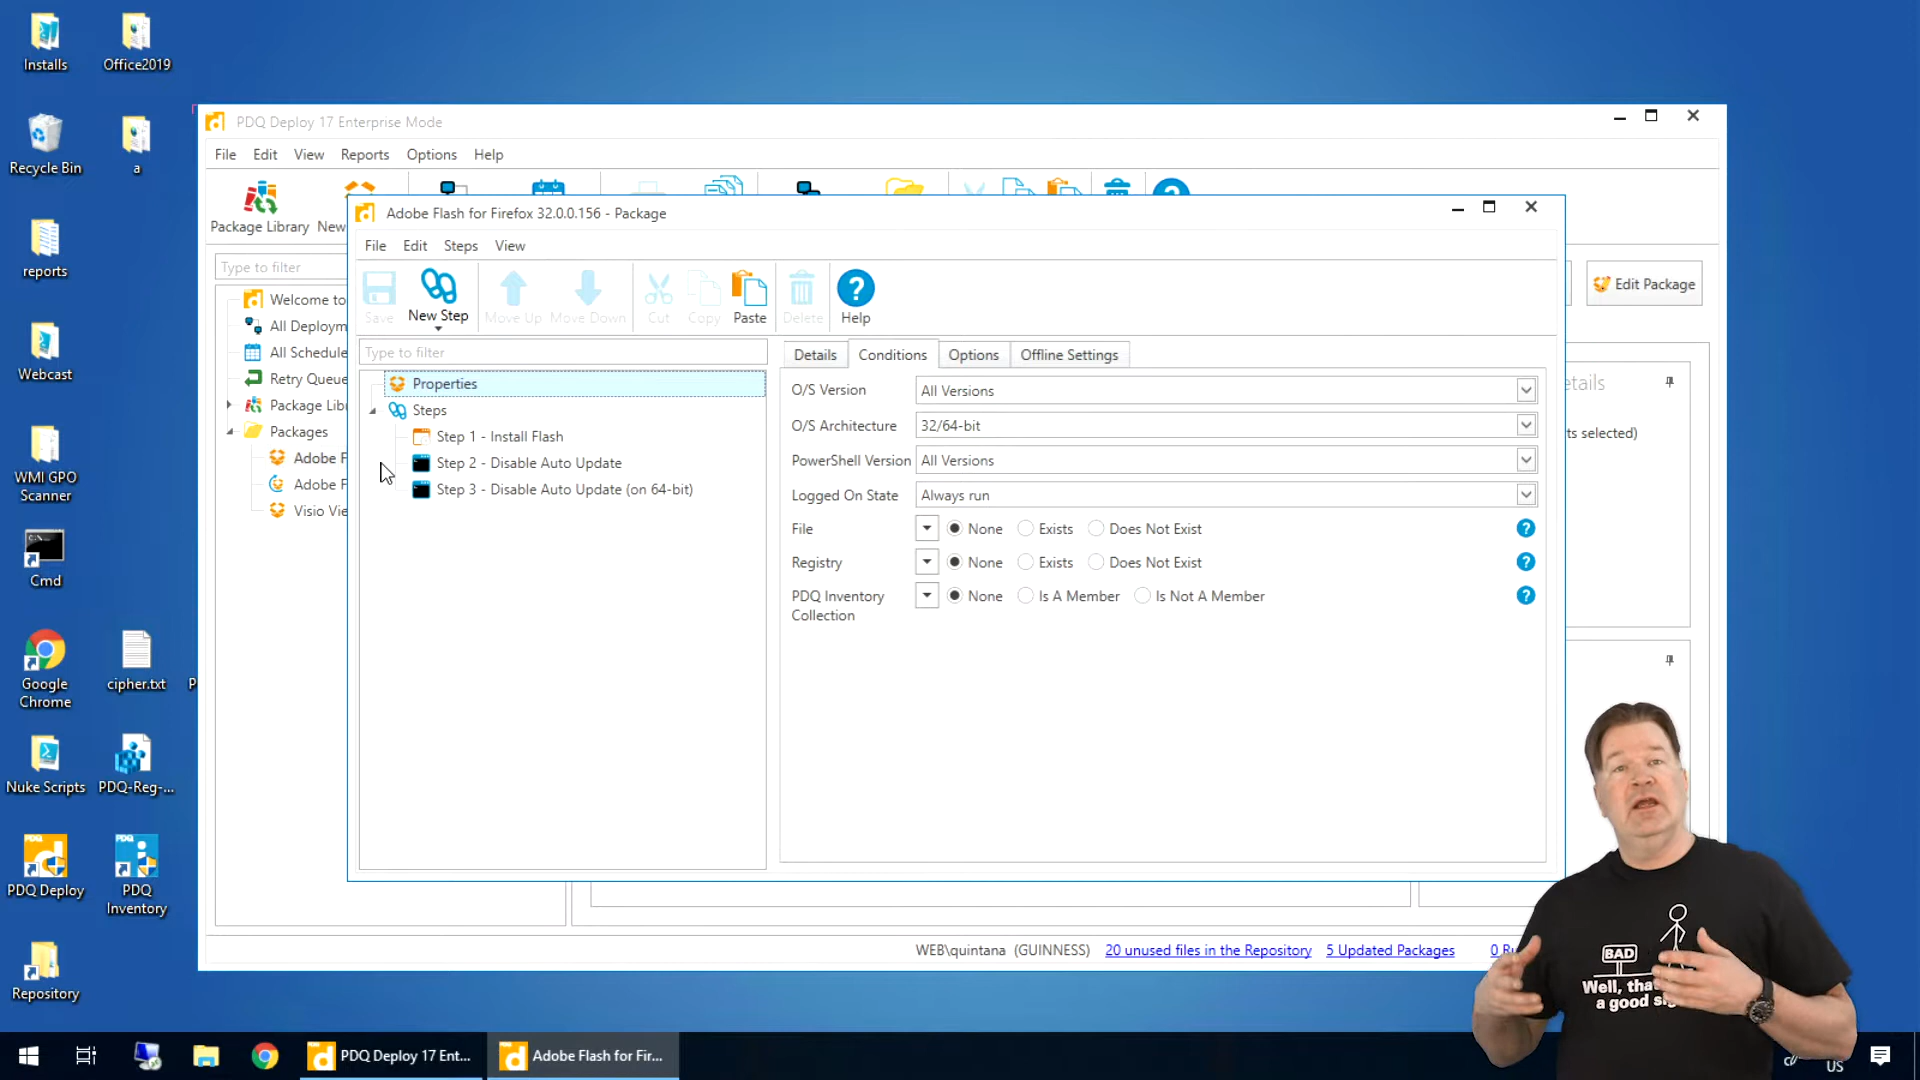 Installs
Office2019
Recycle Bin
a
reports
Webcast
WMI GPO
Scanner
Cmd
Google
Chrome
cipher.txt
P
Nuke Scripts
PDQ-Reg-...
PDQ Deploy
PDQ
Inventory
Repository
PDQ Deploy 17 Enterprise Mode
File Edit View Reports Options Help
Package Library New
Type to filter
Welcome to
All Deploym
All Schedule
Retry Queue
Package Lib
Packages
Adobe F
Adobe F
Visio Vie
Edit Package
etails
ts selected)
Adobe Flash for Firefox 32.0.0.156 - Package
File Edit Steps View
Save New Step Move Up Move Down Cut Copy Paste Delete Help
Type to filter
Properties
Steps
Step 1 - Install Flash
Step 2 - Disable Auto Update
Step 3 - Disable Auto Update (on 64-bit)
Details Conditions Options Offline Settings
O/S Version All Versions
O/S Architecture 32/64-bit
PowerShell Version All Versions
Logged On State Always run
File None Exists Does Not Exist
Registry None Exists Does Not Exist
PDQ Inventory
Collection None Is A Member Is Not A Member
WEB\quintana (GUINNESS) 20 unused files in the Repository 5 Updated Packages 0 Ru
BAD
Well, tha
a good si
PDQ Deploy 17 Ent...
Adobe Flash for Fir...
US